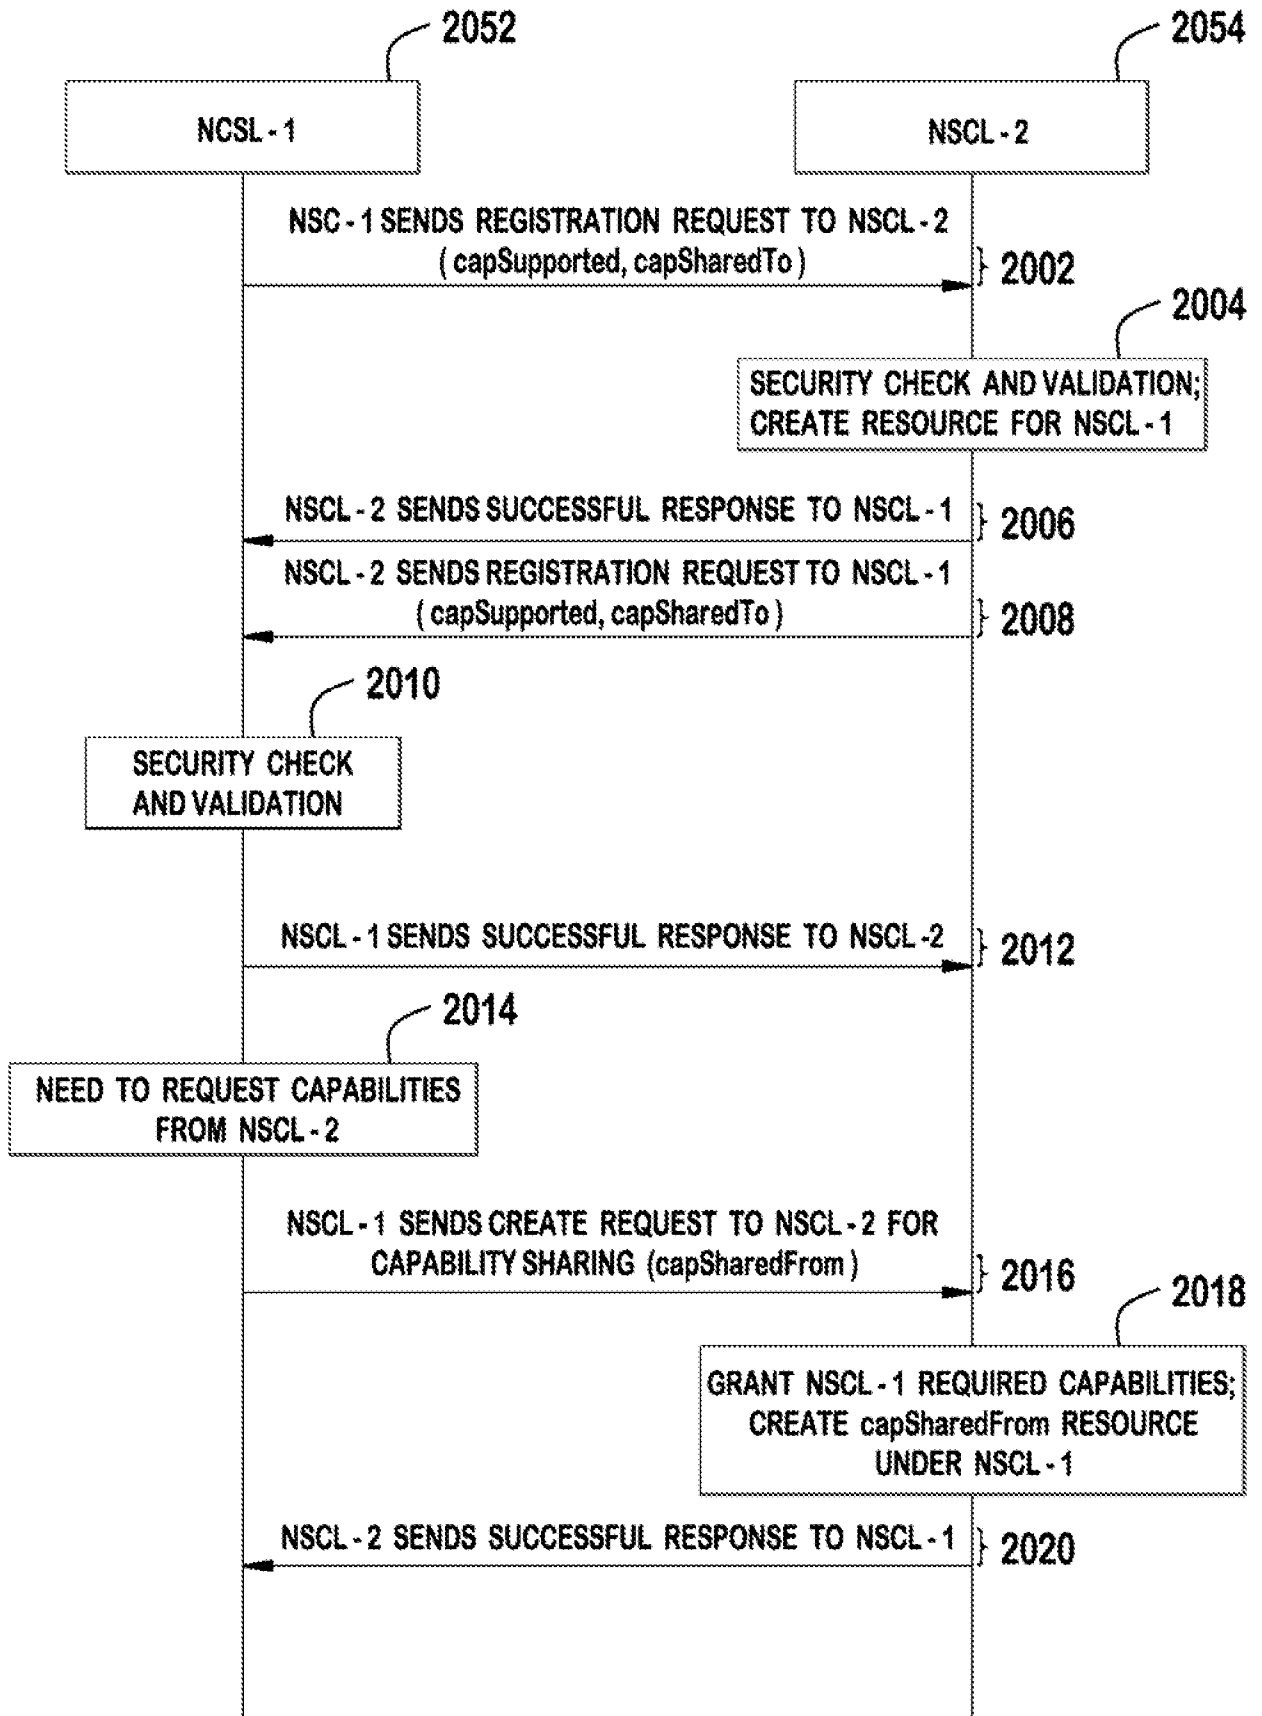 2052
2054
NCSL - 1
NSCL - 2
NSC - 1 SENDS REGISTRATION REQUEST TO NSCL - 2
( capSupported, capSharedTo )
2002
2004
SECURITY CHECK AND VALIDATION;
CREATE RESOURCE FOR NSCL - 1
NSCL - 2 SENDS SUCCESSFUL RESPONSE TO NSCL - 1
2006
NSCL - 2 SENDS REGISTRATION REQUEST TO NSCL - 1
( capSupported, capSharedTo )
2008
2010
SECURITY CHECK
AND VALIDATION
NSCL - 1 SENDS SUCCESSFUL RESPONSE TO NSCL -2
2012
2014
NEED TO REQUEST CAPABILITIES
FROM NSCL - 2
NSCL - 1 SENDS CREATE REQUEST TO NSCL - 2 FOR
CAPABILITY SHARING (capSharedFrom )
2016
2018
GRANT NSCL - 1 REQUIRED CAPABILITIES;
CREATE capSharedFrom RESOURCE
UNDER NSCL - 1
NSCL - 2 SENDS SUCCESSFUL RESPONSE TO NSCL - 1
2020